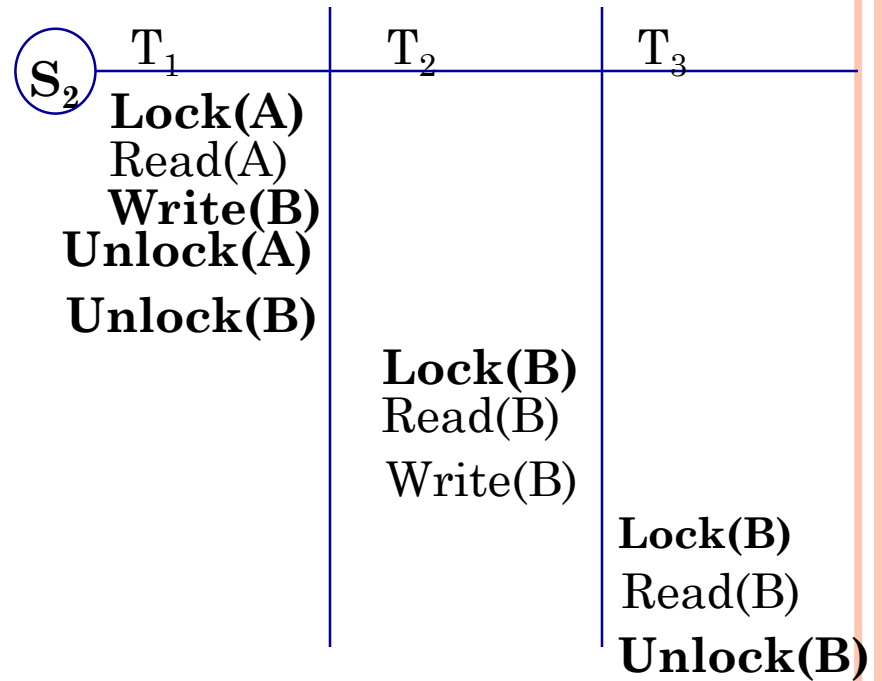 S₂ T₁ T₂ T₃
Lock(A)
Read(A)
Write(B)
Unlock(A)
Unlock(B)
Lock(B)
Read(B)
Write(B)
Lock(B)
Read(B)
Unlock(B)